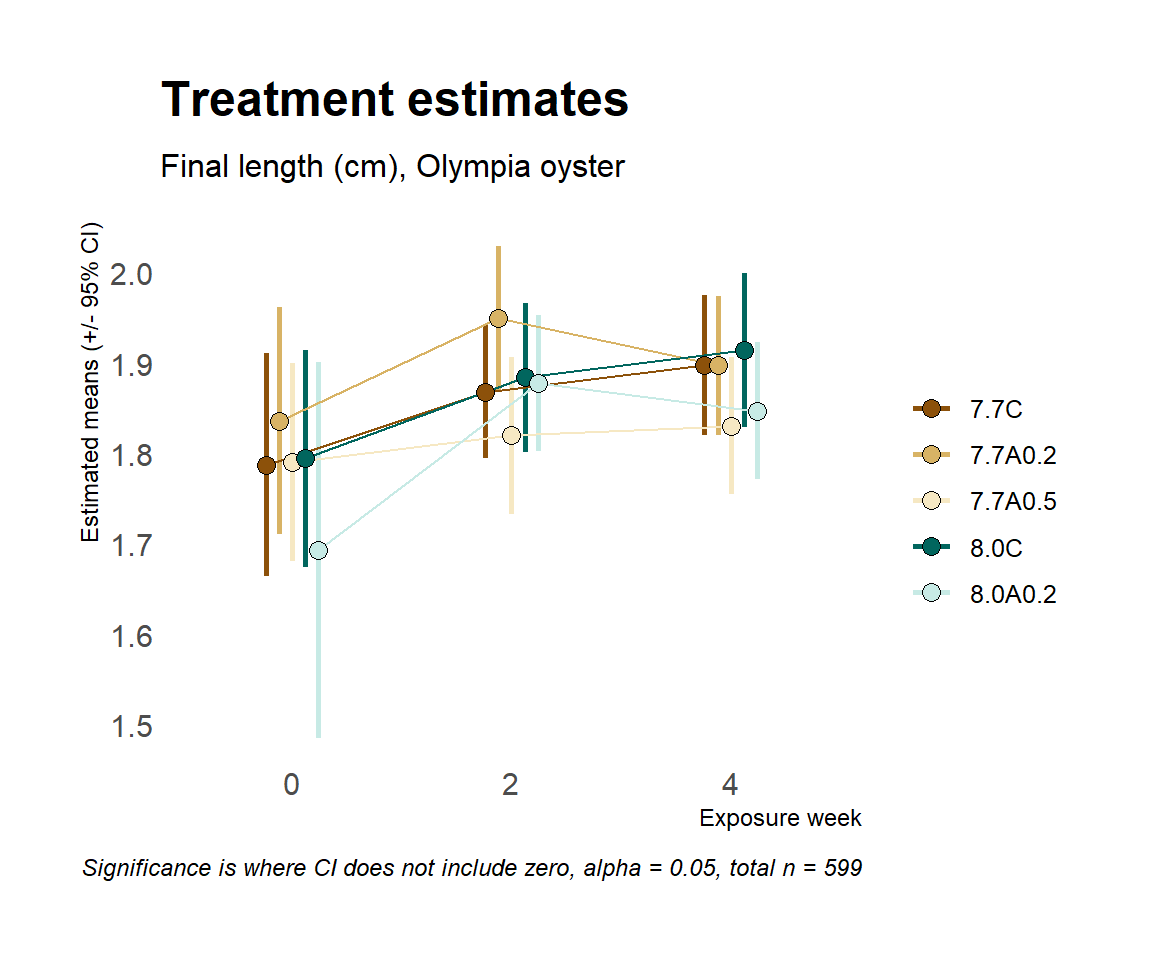 Treatment estimates
Final length (cm), Olympia oyster
Estimated means (+/- 95% CI)
2.0
1.9
1.8
1.7
1.6
1.5
0 2 4
Exposure week
7.7C
7.7A0.2
7.7A0.5
8.0C
8.0A0.2
Significance is where CI does not include zero, alpha = 0.05, total n = 599